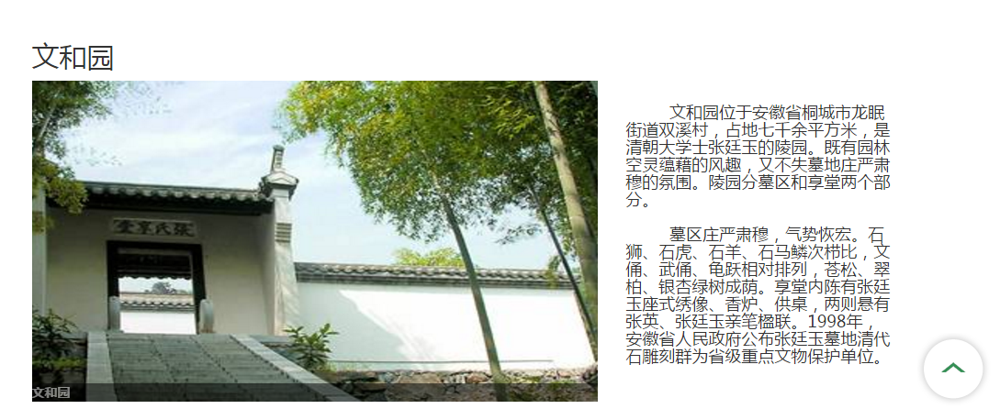 文和园
張氏享堂
文和园
文和园位于安徽省桐城市龙眠
街道双溪村，占地七千余平方米，是
清朝大学士张廷玉的陵园。既有园林
空灵蕴藉的风趣，又不失墓地庄严肃
穆的氛围。陵园分墓区和享堂两个部
分。
墓区庄严肃穆，气势恢宏。石
狮、石虎、石羊、石马鳞次栉比，文
俑、武俑、龟趺相对排列，苍松、翠
柏、银杏绿树成荫。享堂内陈有张廷
玉座式绣像、香炉、供桌，两则悬有
张英、张廷玉亲笔楹联。1998年，
安徽省人民政府公布张廷玉墓地清代
石雕刻群为省级重点文物保护单位。